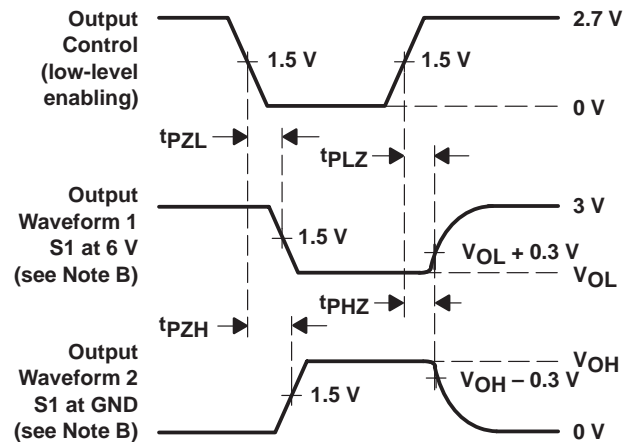 Output
Control
(low-level
enabling)
2.7 V
1.5 V
1.5 V
0 V
tPZL
tPLZ
Output
Waveform 1
S1 at 6 V
(see Note B)
3 V
1.5 V
VOL + 0.3 V
VOL
tPHZ
tPZH
Output
Waveform 2
S1 at GND
(see Note B)
VOH
1.5 V
VOH – 0.3 V
0 V